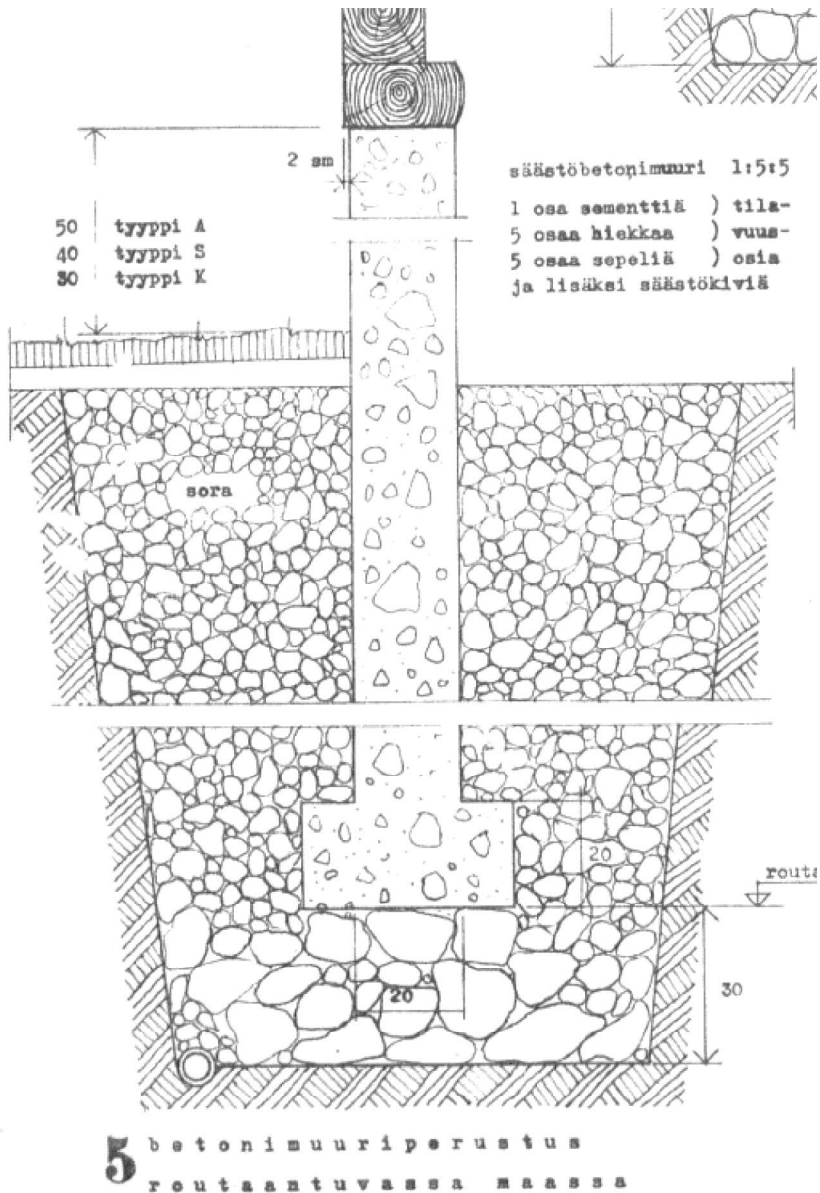 2 sm
säästöbetonimuuri 1:5:5
1 osa sementtiä ) tila-
5 osaa hiekkaa ) vuus-
5 osaa sepeliä ) osia
ja lisäksi säästökiviä
50 tyyppi A
40 tyyppi S
30 tyyppi K
sora
20
routa
30
20
5 betonimuuriperustus
routaantuvassa maassa